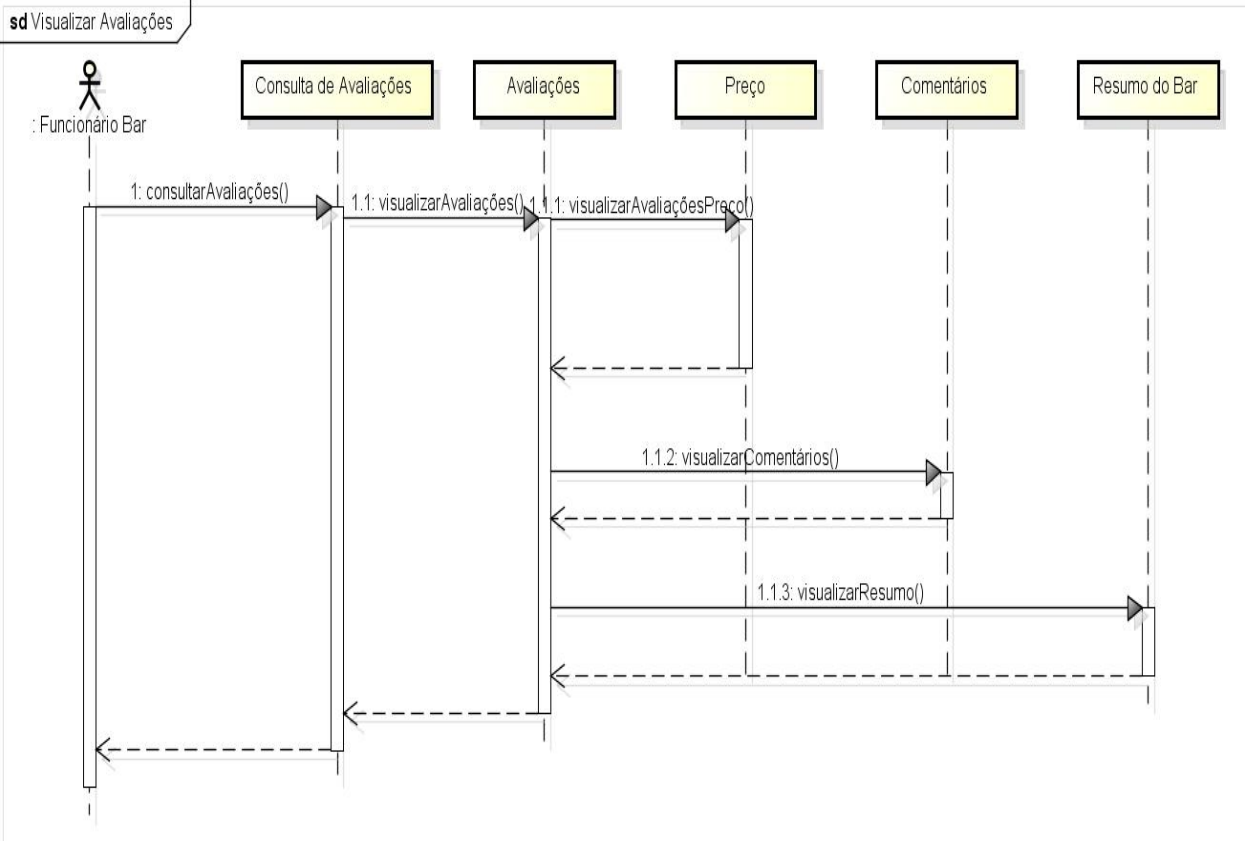 sd Visualizar Avaliações
: Funcionário Bar
Consulta de Avaliações
Avaliações
Preço
Comentários
Resumo do Bar
1: consultarAvaliações()
1.1: visualizarAvaliações()
1.1.1: visualizarAvaliaçõesPreço()
1.1.2: visualizarComentários()
1.1.3: visualizarResumo()